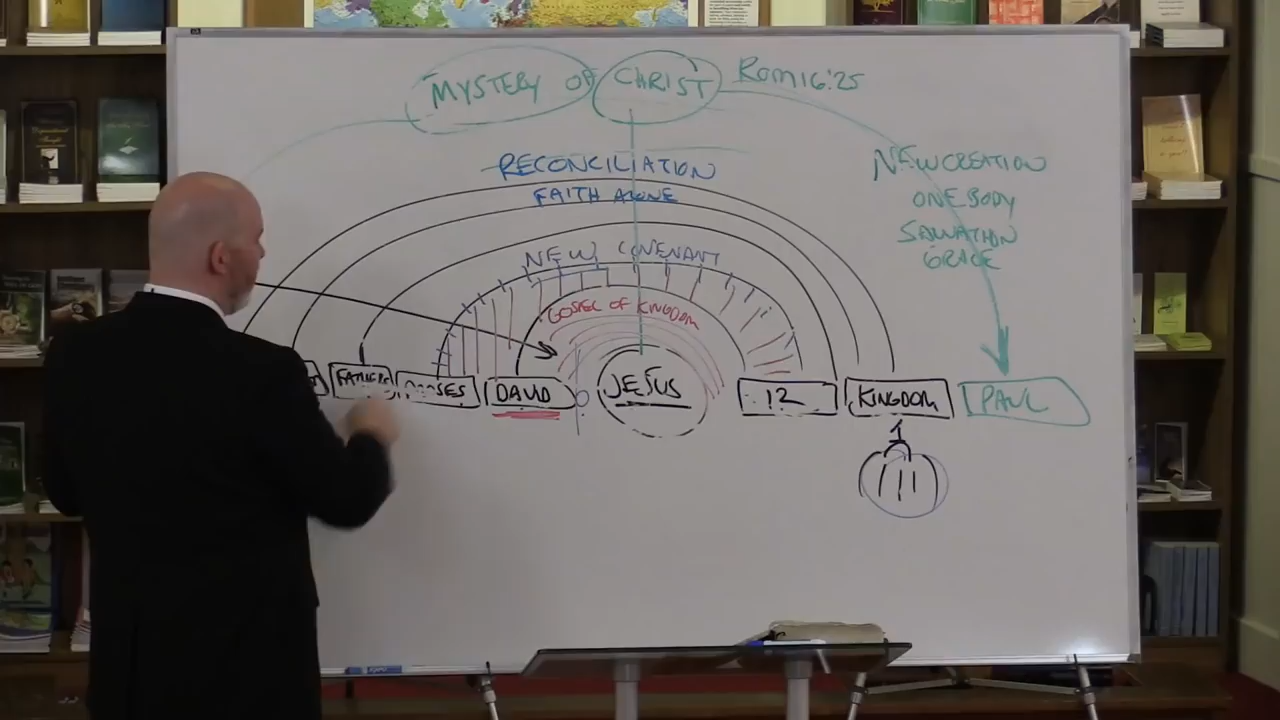 MYSTERY OF CHRIST ROM 16:25
RECONCILIATION
FAITH ALONE
NEW COVENANT
GOSPEL OF KINGDOM
NEW CREATION
ONE BODY
SALVATION
GRACE
FATHERS
MOSES
DAVID
JESUS
12
KINGDOM
PAUL